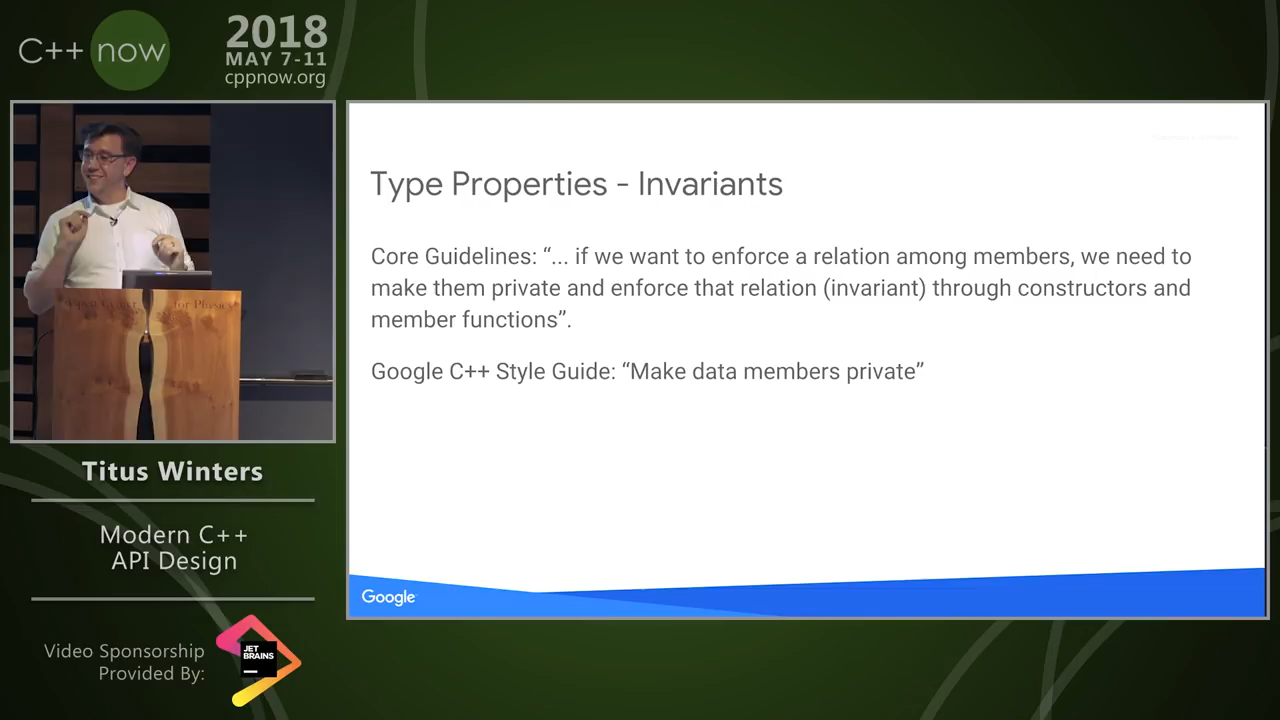 C++ now
2018
MAY 7-11
cppnow.org
Type Properties - Invariants
Core Guidelines: “... if we want to enforce a relation among members, we need to
make them private and enforce that relation (invariant) through constructors and
member functions”.
Google C++ Style Guide: “Make data members private”
Google
for Physics
Titus Winters
Modern C++
API Design
Video Sponsorship
Provided By:
JET
BRAINS